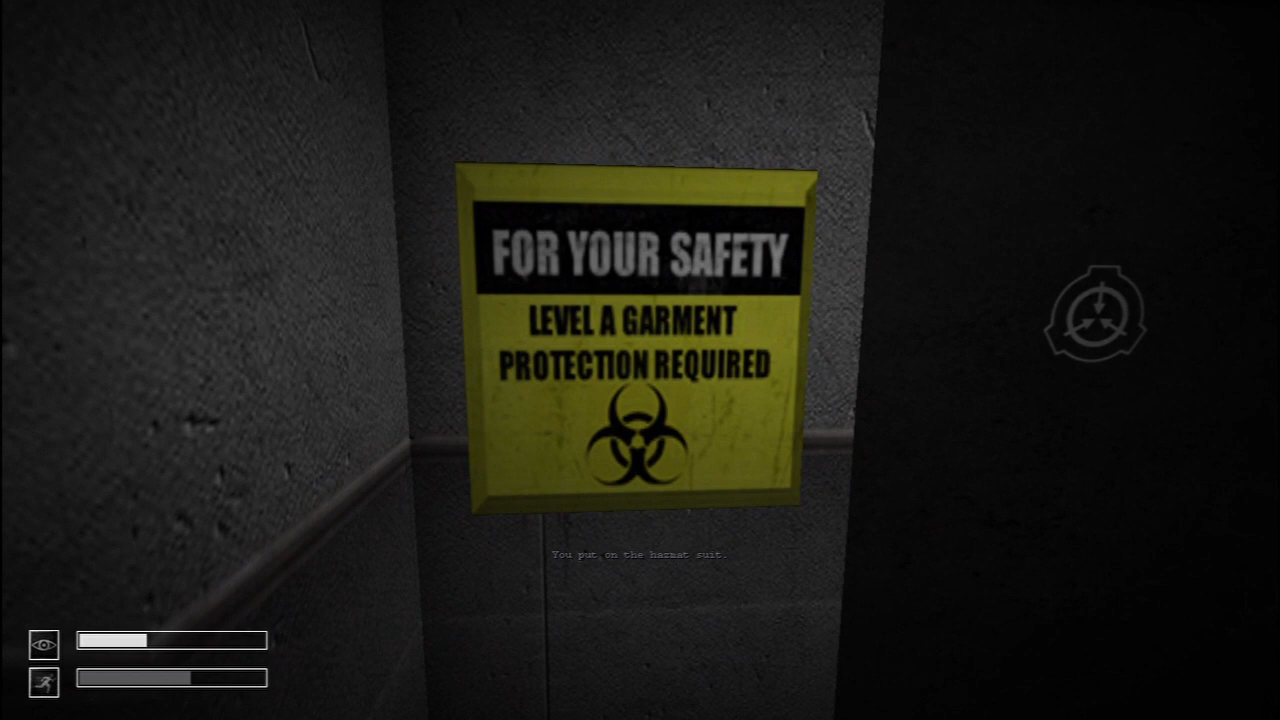 FOR YOUR SAFETY
LEVEL A GARMENT
PROTECTION REQUIRED
You put on the hazmat suit.